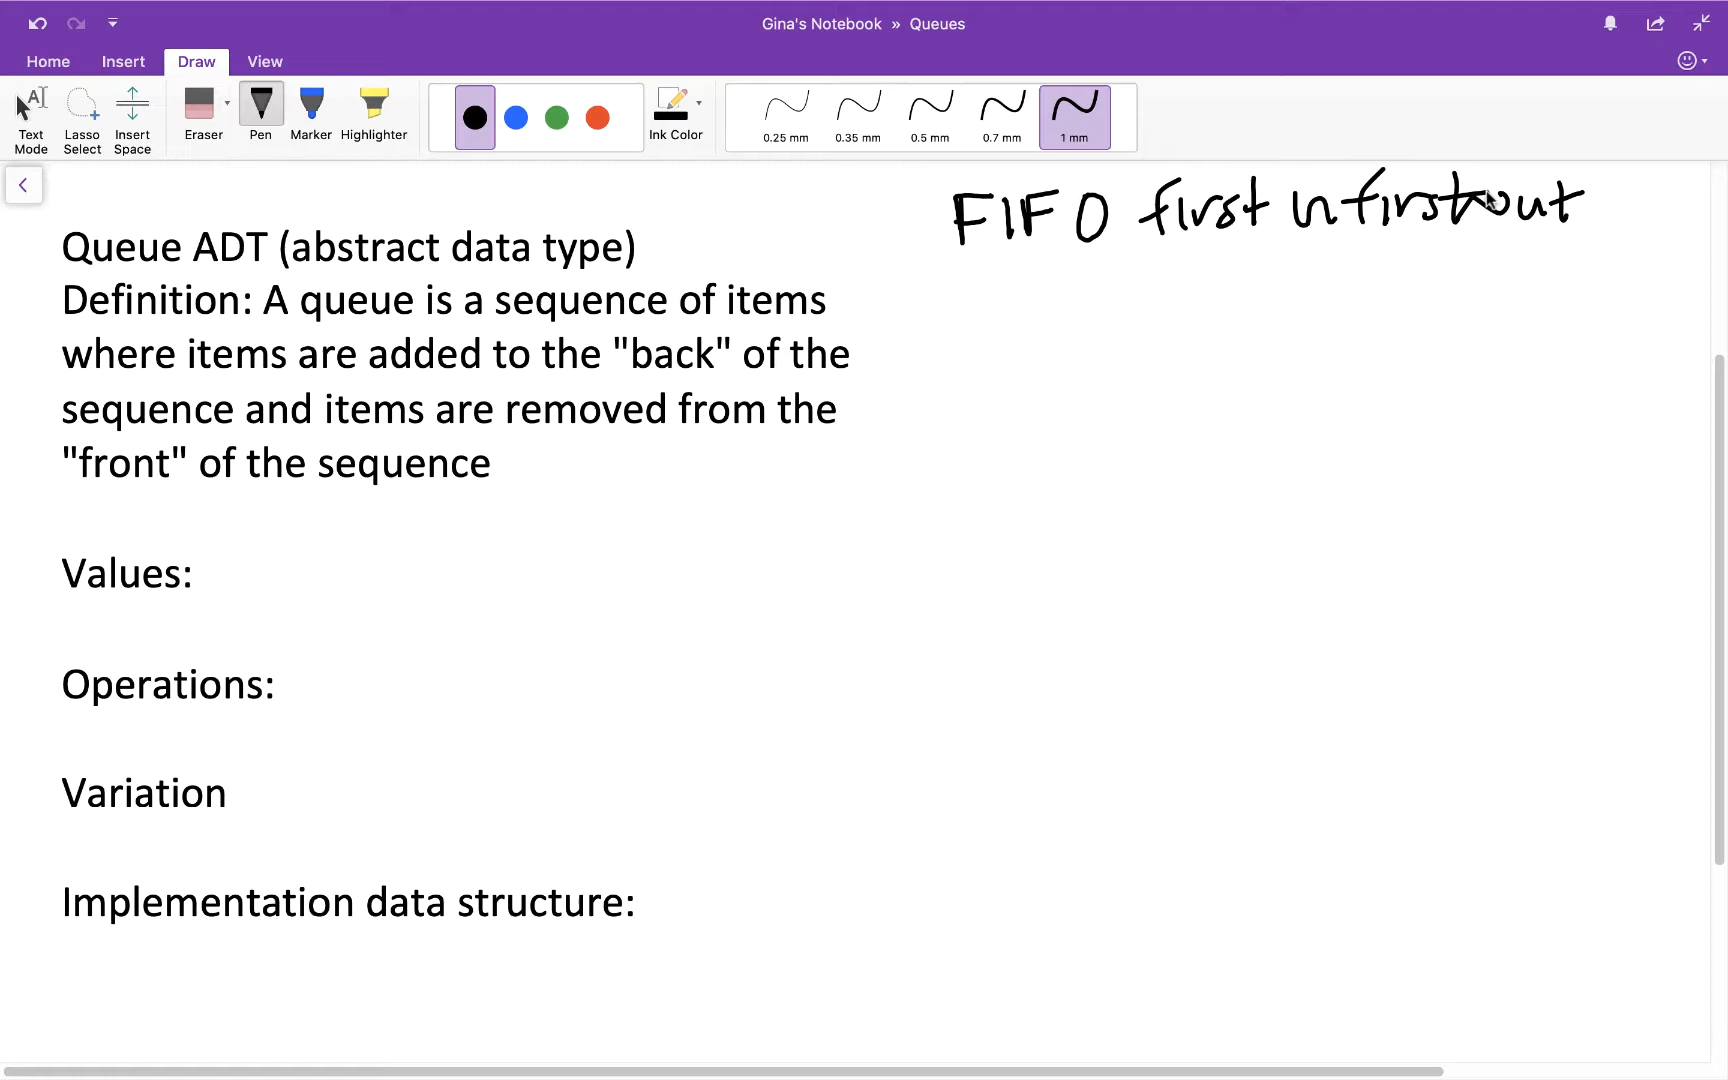 Gina's Notebook » Queues
Home Insert Draw View
Text Mode
Lasso Select
Insert Space
Eraser
Pen
Marker
Highlighter
Ink Color
0.25 mm
0.35 mm
0.5 mm
0.7 mm
1 mm
FIFO first in first out
Queue ADT (abstract data type)
Definition: A queue is a sequence of items
where items are added to the "back" of the
sequence and items are removed from the
"front" of the sequence
Values:
Operations:
Variation
Implementation data structure: